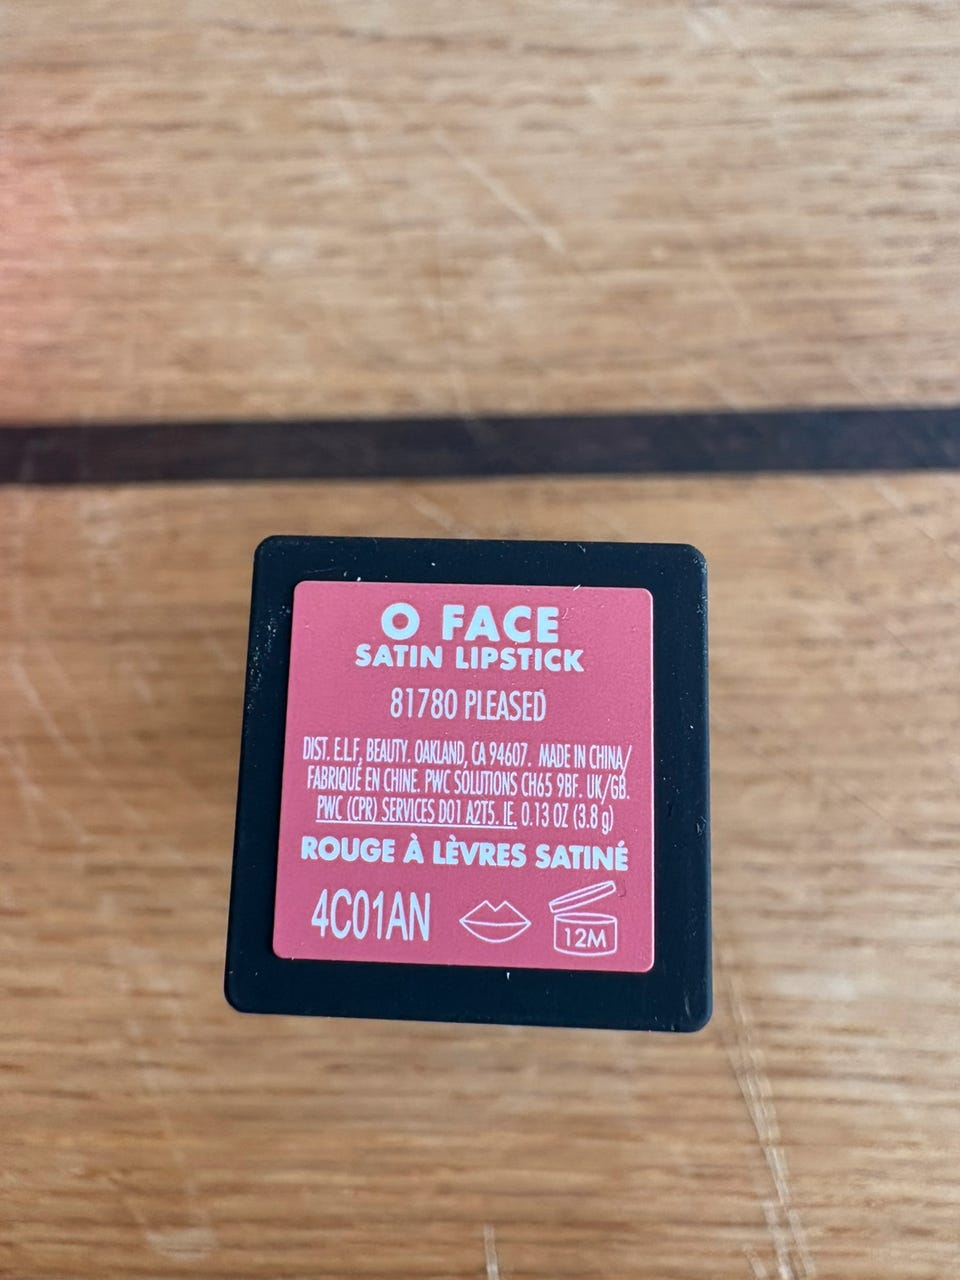 O FACE
SATIN LIPSTICK
81780 PLEASED
DIST. E.L.F. BEAUTY. OAKLAND, CA 94607. MADE IN CHINA/
FABRIQUÉ EN CHINE. PWC SOLUTIONS CH65 9BF. UK/GB.
PWC (CPR) SERVICES D01 A2T5. IE. 0.13 OZ (3.8 g)
ROUGE À LÈVRES SATINÉ
4C01AN
12M